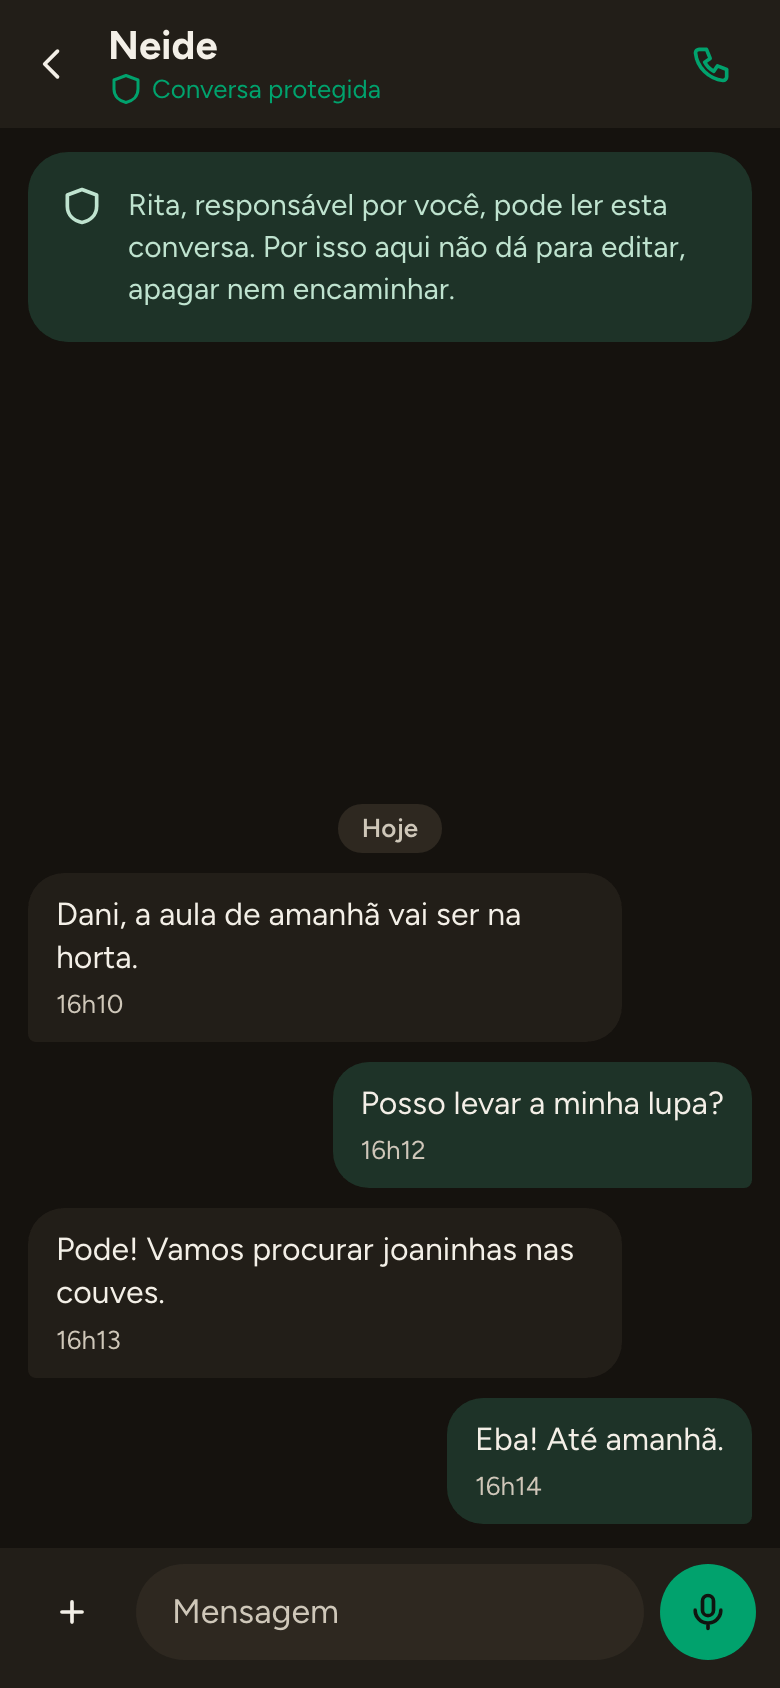 Neide
Conversa protegida
Rita, responsável por você, pode ler esta
conversa. Por isso aqui não dá para editar,
apagar nem encaminhar.
Hoje
Dani, a aula de amanhã vai ser na
horta.
16h10
Posso levar a minha lupa?
16h12
Pode! Vamos procurar joaninhas nas
couves.
16h13
Eba! Até amanhã.
16h14
Mensagem